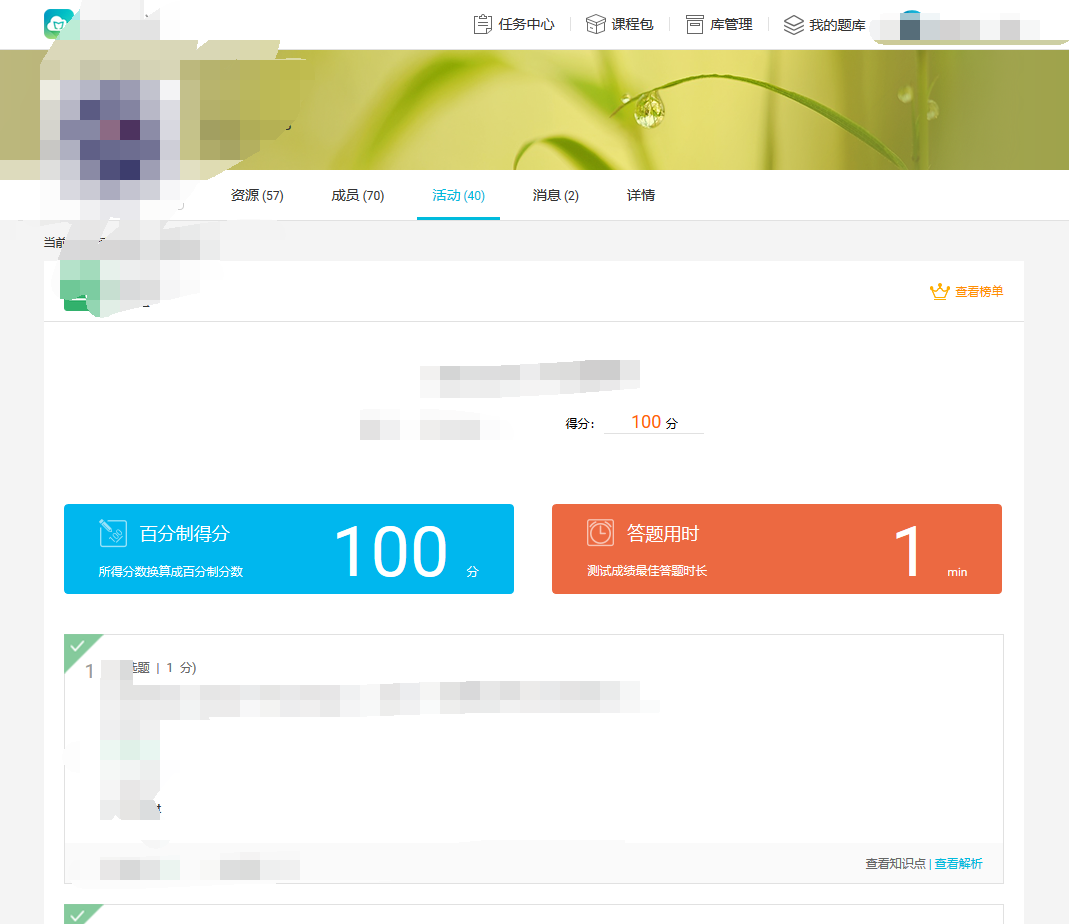 任务中心 课程包 库管理 我的题库
资源 (57) 成员 (70) 活动 (40) 消息 (2) 详情
当前
查看榜单
得分: 100 分
百分制得分 100 分
所得分数换算成百分制分数
答题用时 1 min
测试成绩最佳答题时长
1 选题 | 1 分)
t
查看知识点 | 查看解析